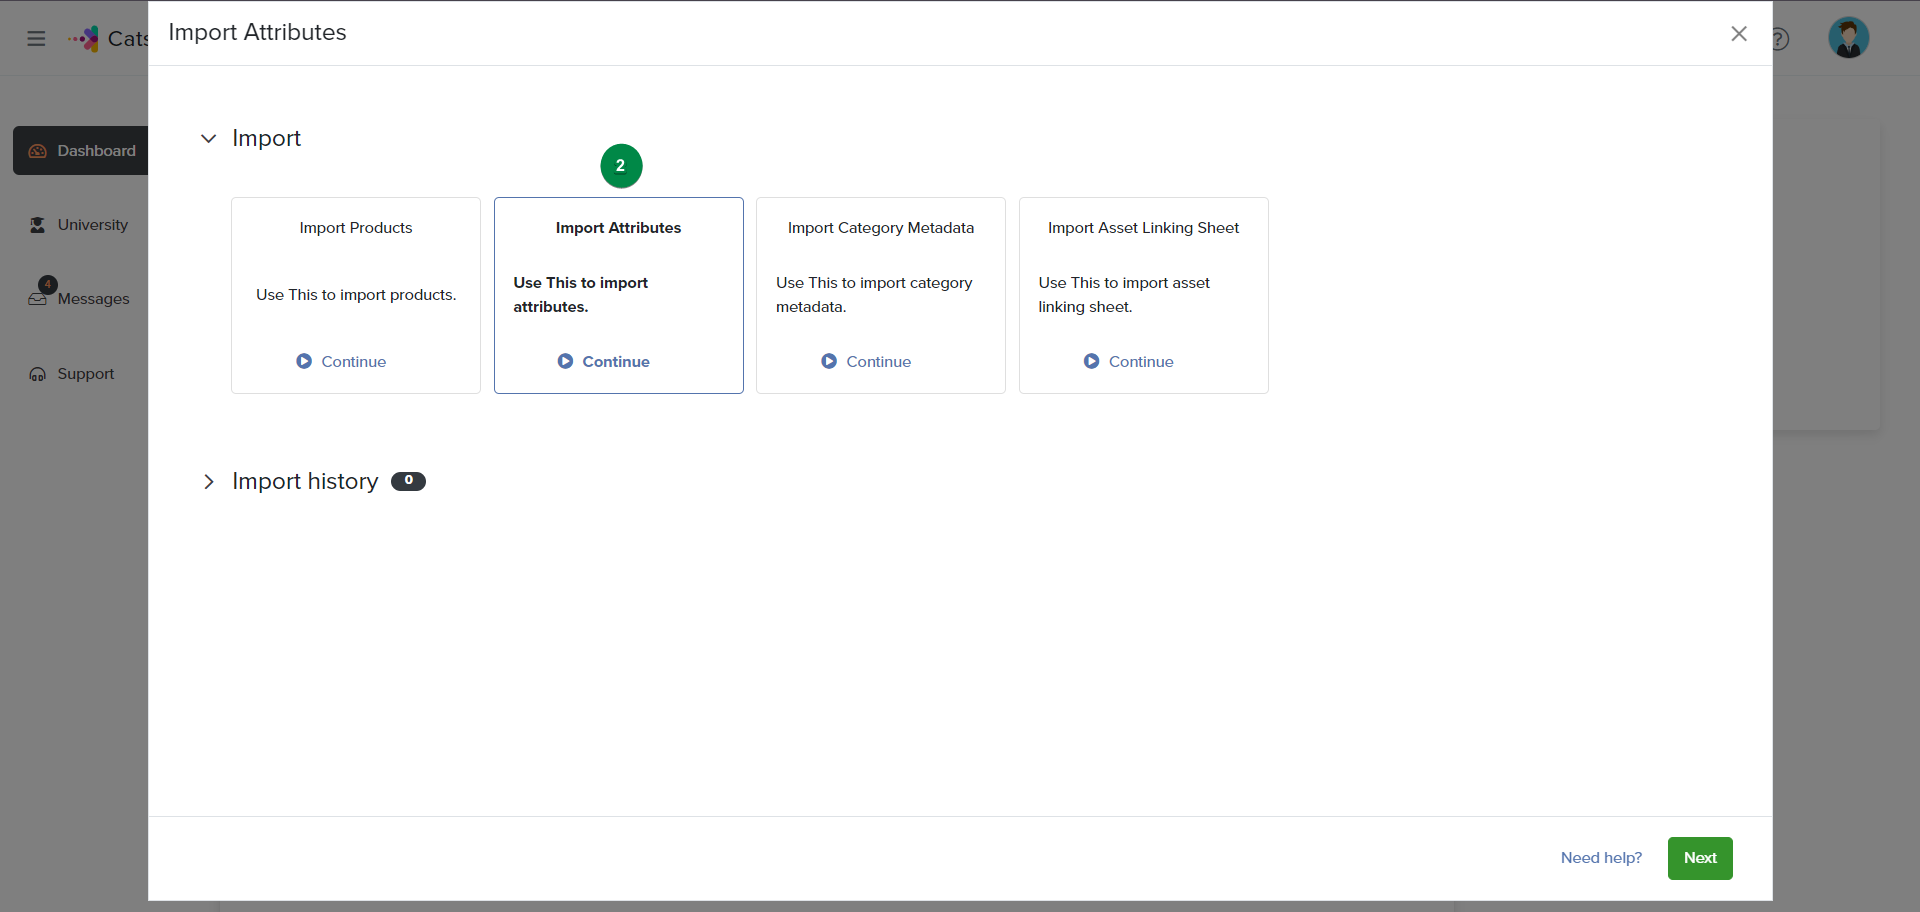 Import Attributes
Cats
?
Dashboard
University
4
Messages
Support
Import
2
Import Products
Use This to import products.
Continue
Import Attributes
Use This to import
attributes.
Continue
Import Category Metadata
Use This to import category
metadata.
Continue
Import Asset Linking Sheet
Use This to import asset
linking sheet.
Continue
Import history 0
Need help?
Next